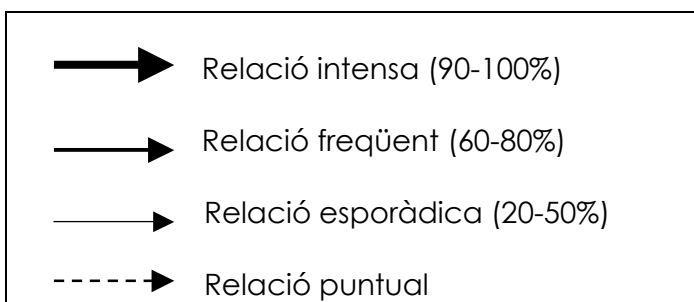 Relació intensa (90-100%)
Relació freqüent (60-80%)
Relació esporàdica (20-50%)
Relació puntual